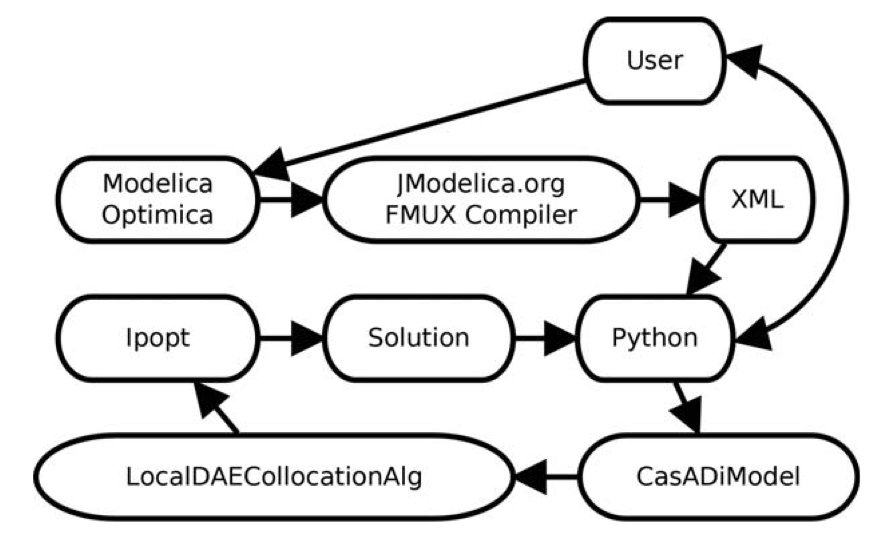 User
Modelica
Optimica
JModelica.org
FMUX Compiler
XML
Ipopt
Solution
Python
LocalDAECollocationAlg
CasADiModel